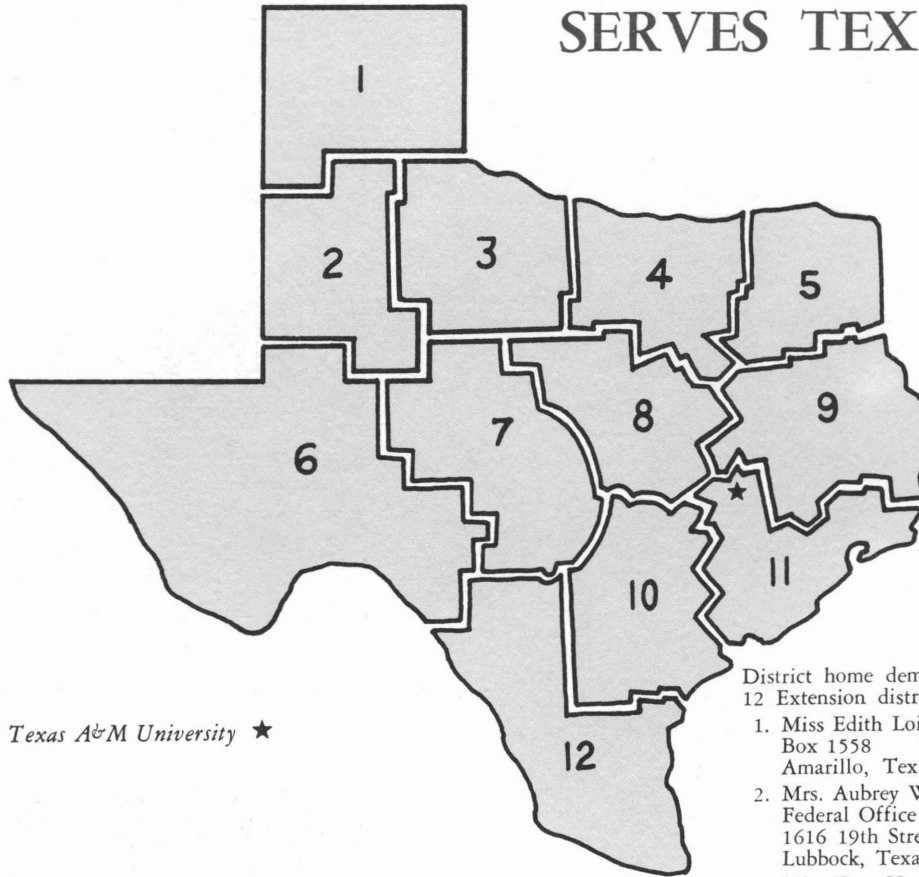 SERVES TEX
1
2
3
4
5
6
7
8
9
10
11
12
Texas A&M University ★
District home dem
12 Extension distr
1. Miss Edith Loi
Box 1558
Amarillo, Texa
2. Mrs. Aubrey W
Federal Office
1616 19th Stree
Lubbock, Texa